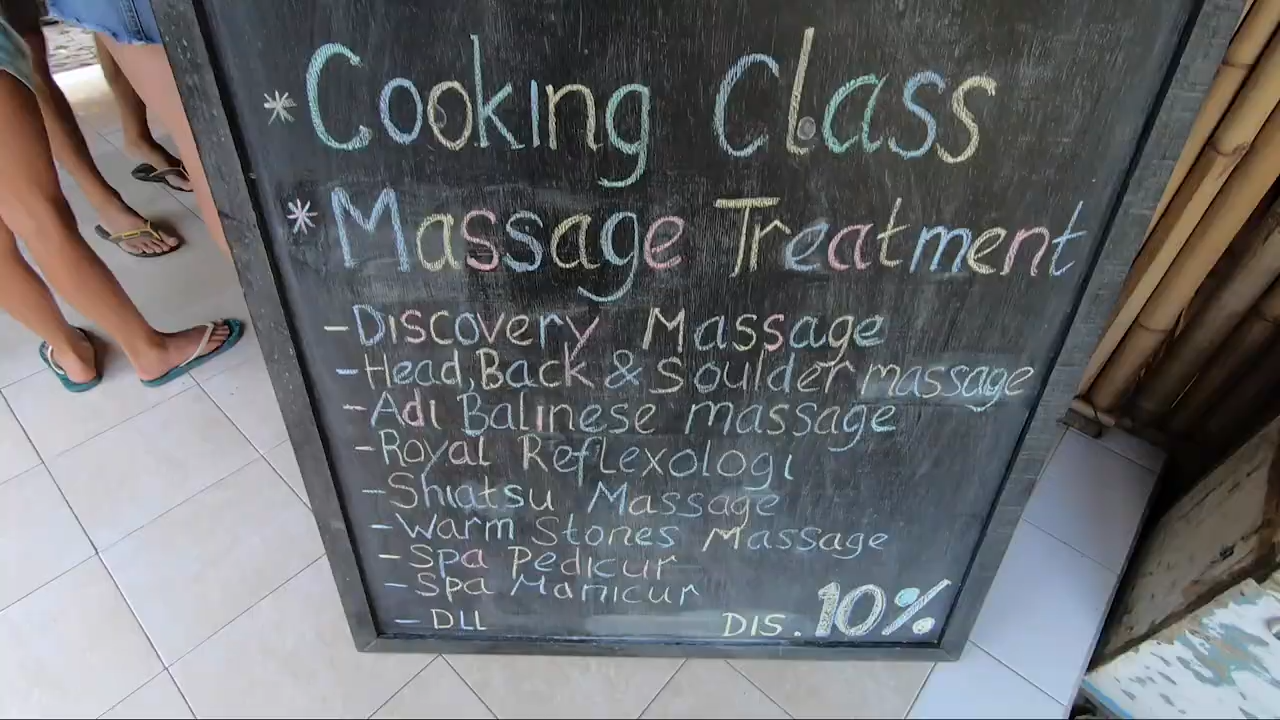 * Cooking Class
* Massage Treatment
- Discovery Massage
- Head, Back & Soulder massage
- Adi Balinese massage
- Royal Reflexologi
- Shiatsu Massage
- Warm Stones Massage
- Spa Pedicur
- Spa Manicur
- DLL DIS. 10%